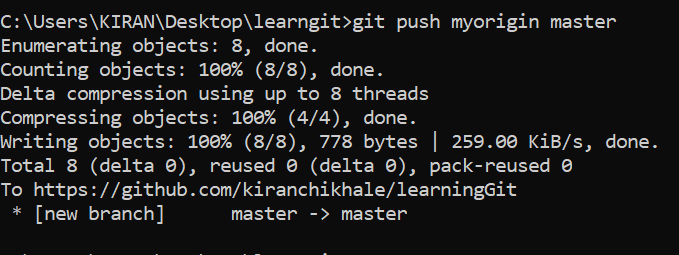 C:\Users\KIRAN\Desktop\learngit>git push myorigin master
Enumerating objects: 8, done.
Counting objects: 100% (8/8), done.
Delta compression using up to 8 threads
Compressing objects: 100% (4/4), done.
Writing objects: 100% (8/8), 778 bytes | 259.00 KiB/s, done.
Total 8 (delta 0), reused 0 (delta 0), pack-reused 0
To https://github.com/kiranchikhale/learningGit
 * [new branch]      master -> master